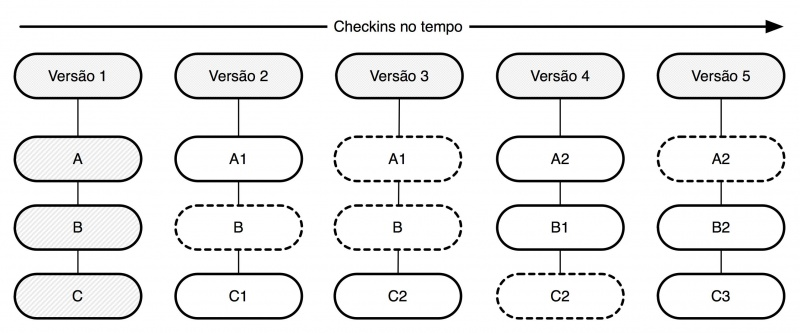 Checkins no tempo
Versão 1 Versão 2 Versão 3 Versão 4 Versão 5
A A1 A1 A2 A2
B B B B1 B2
C C1 C2 C2 C3